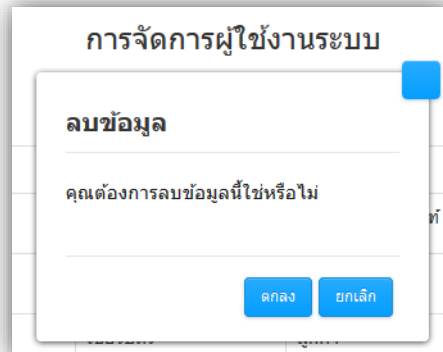 การจัดการผู้ใช้งานระบบ
ลบข้อมูล
คุณต้องการลบข้อมูลนี้ใช่หรือไม่
ตกลง ยกเลิก